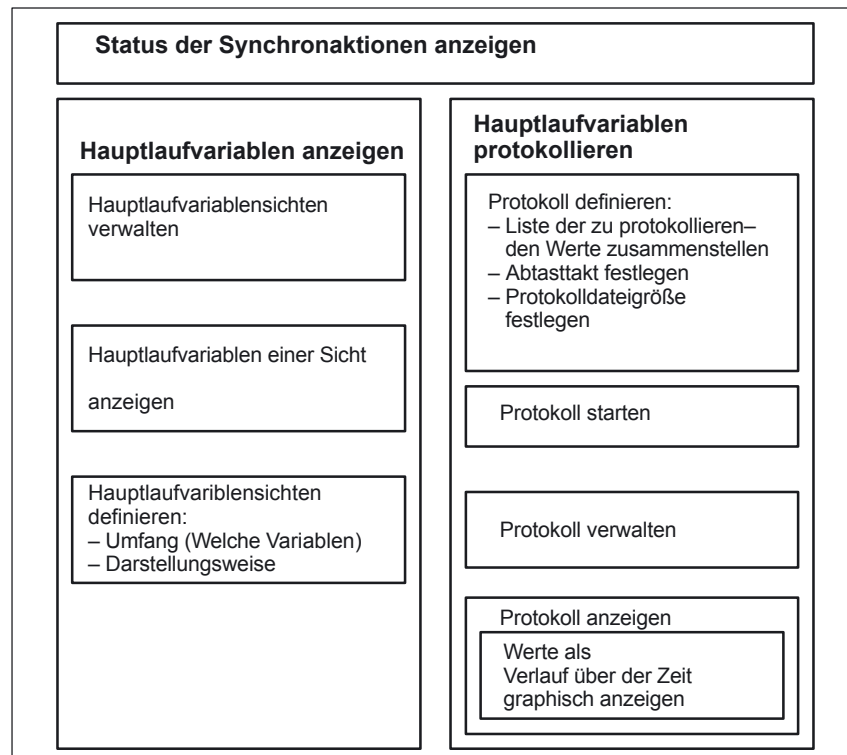 Status der Synchronaktionen anzeigen
Hauptlaufvariablen anzeigen
Hauptlaufvariablensichten
verwalten
Hauptlaufvariablen einer Sicht
anzeigen
Hauptlaufvariblensichten
definieren:
– Umfang (Welche Variablen)
– Darstellungsweise
Hauptlaufvariablen
protokollieren
Protokoll definieren:
– Liste der zu protokollieren–
den Werte zusammenstellen
– Abtasttakt festlegen
– Protokolldateigröße
festlegen
Protokoll starten
Protokoll verwalten
Protokoll anzeigen
Werte als
Verlauf über der Zeit
graphisch anzeigen